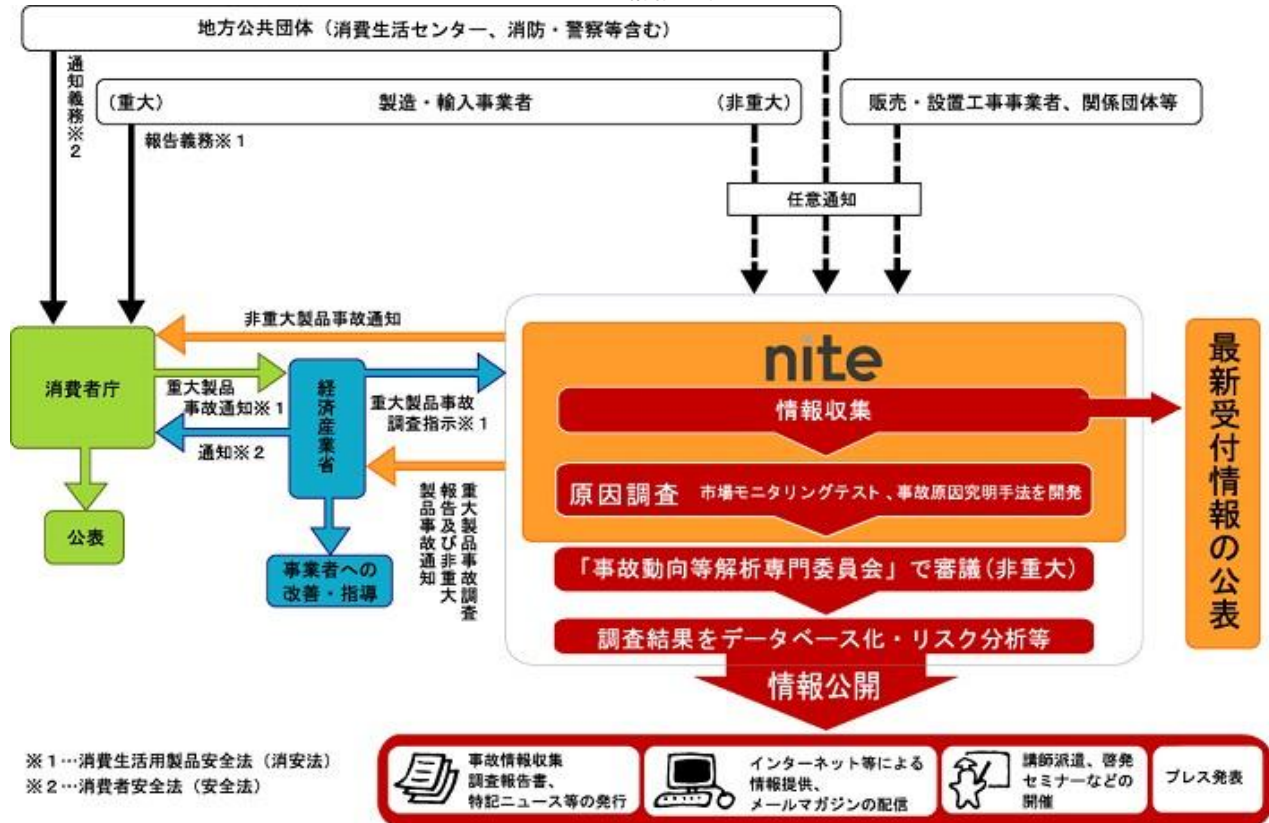 地方公共団体（消費生活センター、消防・警察等含む）
通知義務※2
（重大）
製造・輸入事業者
（非重大）
販売・設置工事事業者、関係団体等
報告義務※1
任意通知
非重大製品事故通知
消費者庁
重大製品
事故通知※1
通知※2
経済産業省
重大製品事故
調査指示※1
重大製品事故調査
報告及び非重大
製品事故通知
公表
事業者への
改善・指導
nite
情報収集
原因調査 市場モニタリングテスト、事故原因究明手法を開発
「事故動向等解析専門委員会」で審議（非重大）
調査結果をデータベース化・リスク分析等
情報公開
最新受付情報の公表
※1…消費生活用製品安全法（消安法）
※2…消費者安全法（安全法）
事故情報収集
調査報告書、
特記ニュース等の発行
インターネット等による
情報提供、
メールマガジンの配信
講師派遣、啓発
セミナーなどの
開催
プレス発表